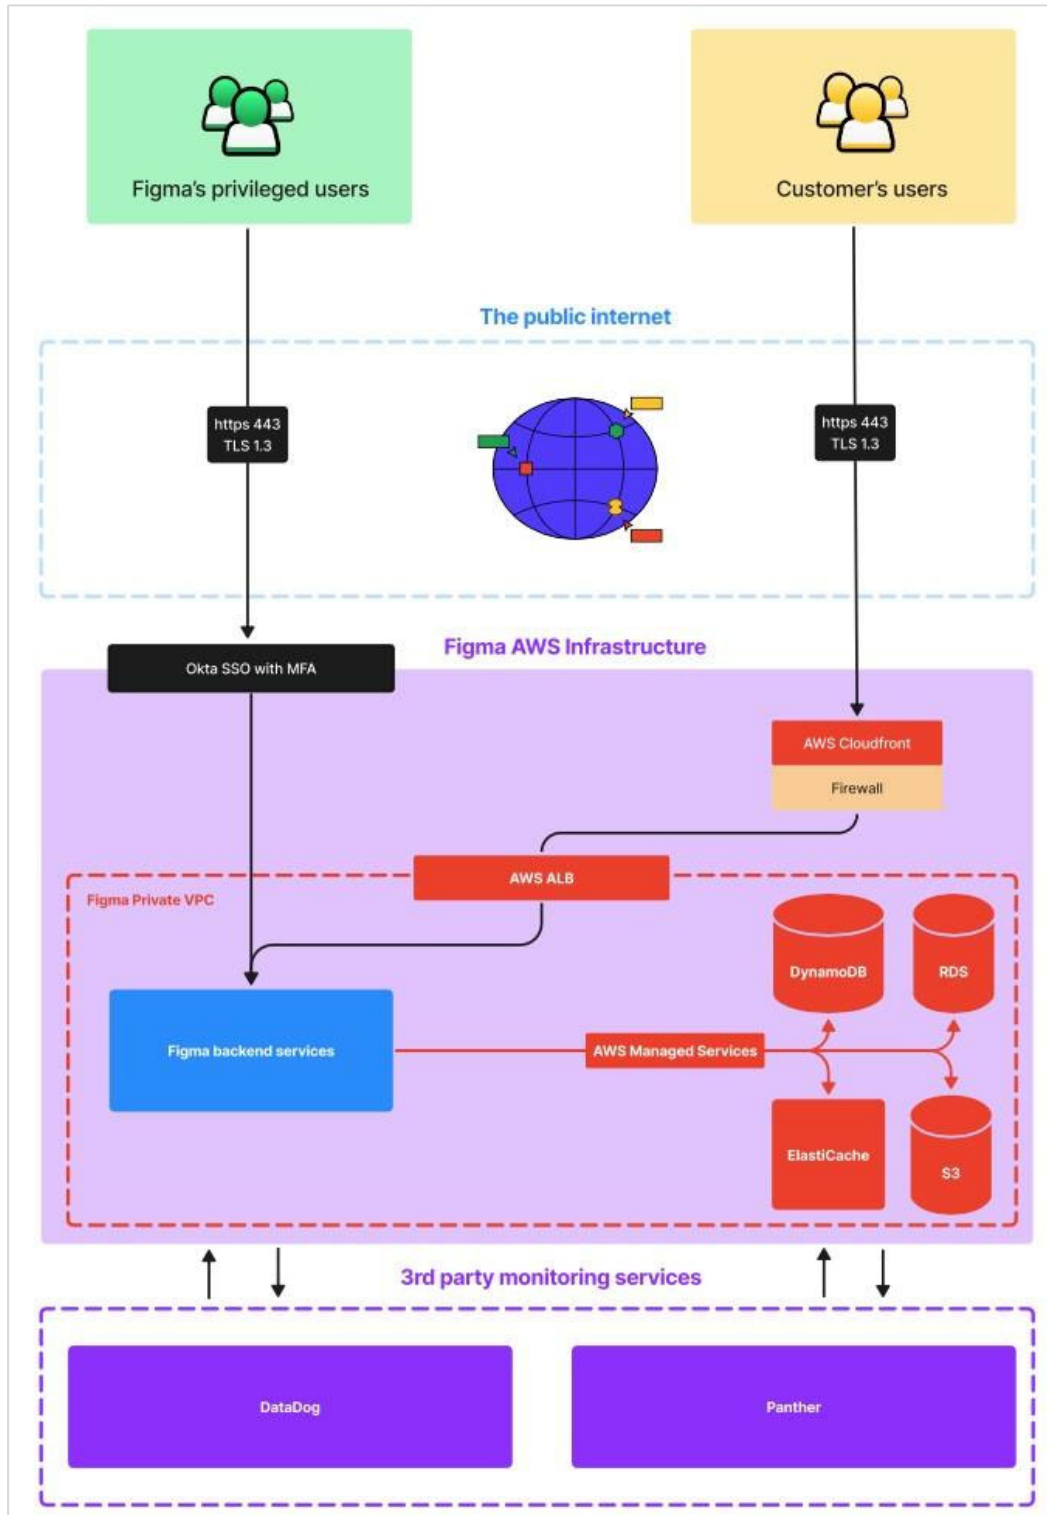 Figma’s privileged users
Customer’s users
The public internet
https 443
TLS 1.3
https 443
TLS 1.3
Figma AWS Infrastructure
Okta SSO with MFA
AWS Cloudfront
Firewall
AWS ALB
Figma Private VPC
DynamoDB
RDS
Figma backend services
AWS Managed Services
ElastiCache
S3
3rd party monitoring services
DataDog
Panther